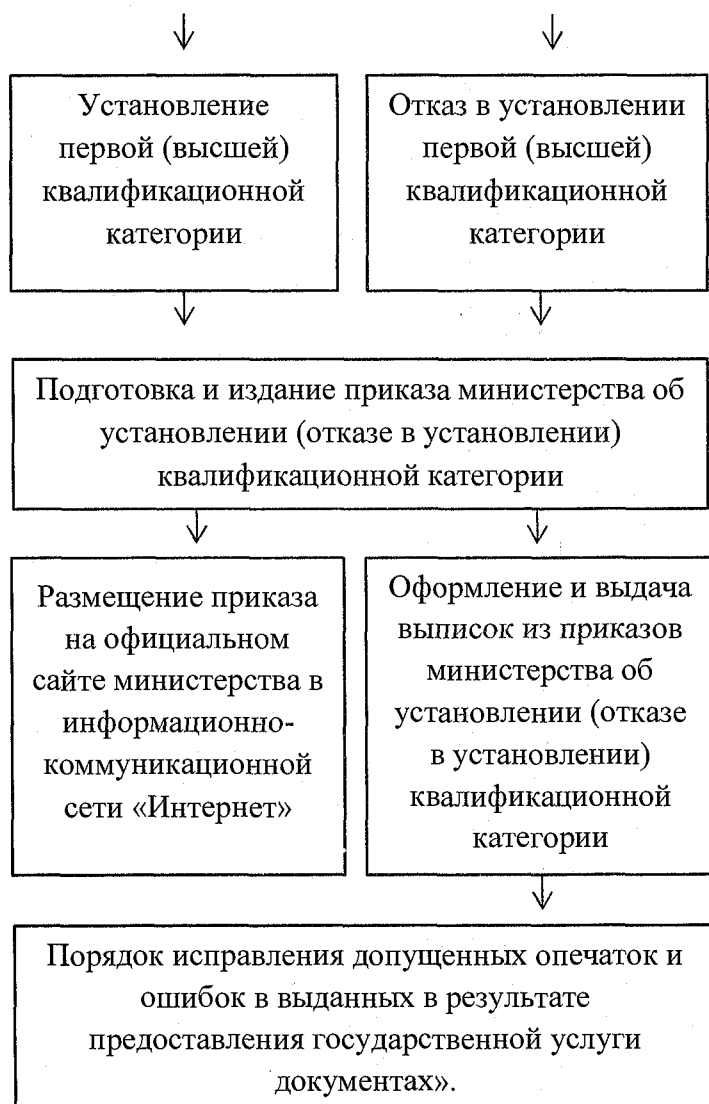 Установление
первой (высшей)
квалификационной
категории
Отказ в установлении
первой (высшей)
квалификационной
категории
Подготовка и издание приказа министерства об
установлении (отказе в установлении)
квалификационной категории
Размещение приказа
на официальном
сайте министерства в
информационно-
коммуникационной
сети «Интернет»
Оформление и выдача
выписок из приказов
министерства об
установлении (отказе
в установлении)
квалификационной
категории
Порядок исправления допущенных опечаток и
ошибок в выданных в результате
предоставления государственной услуги
документах».